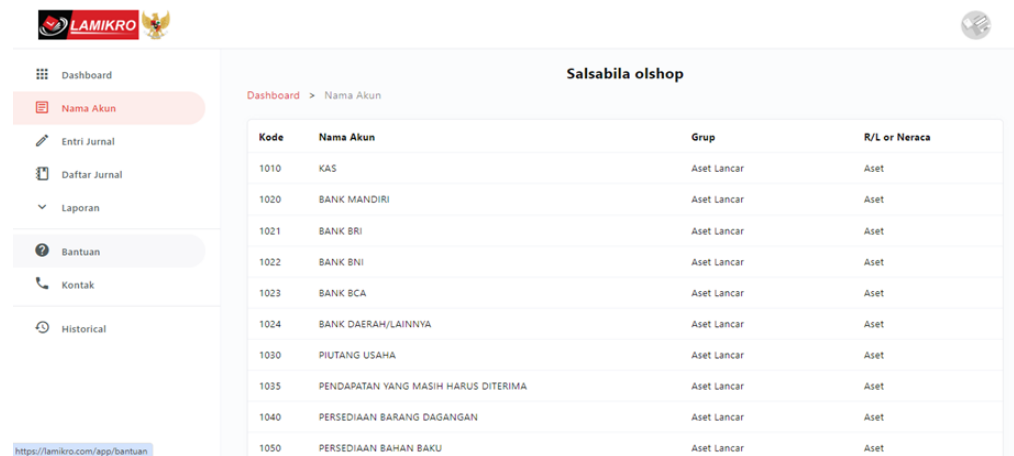 LAMIKRO
Dashboard
Nama Akun
Entri Jurnal
Daftar Jurnal
Laporan
Bantuan
Kontak
Historical
Salsabila olshop
Dashboard > Nama Akun
Kode Nama Akun Grup R/L or Neraca
1010 KAS Aset Lancar Aset
1020 BANK MANDIRI Aset Lancar Aset
1021 BANK BRI Aset Lancar Aset
1022 BANK BNI Aset Lancar Aset
1023 BANK BCA Aset Lancar Aset
1024 BANK DAERAH/LAINNYA Aset Lancar Aset
1030 PIUTANG USAHA Aset Lancar Aset
1035 PENDAPATAN YANG MASIH HARUS DITERIMA Aset Lancar Aset
1040 PERSEDIAAN BARANG DAGANGAN Aset Lancar Aset
1050 PERSEDIAAN BAHAN BAKU Aset Lancar Aset
https://lamikro.com/app/bantuan